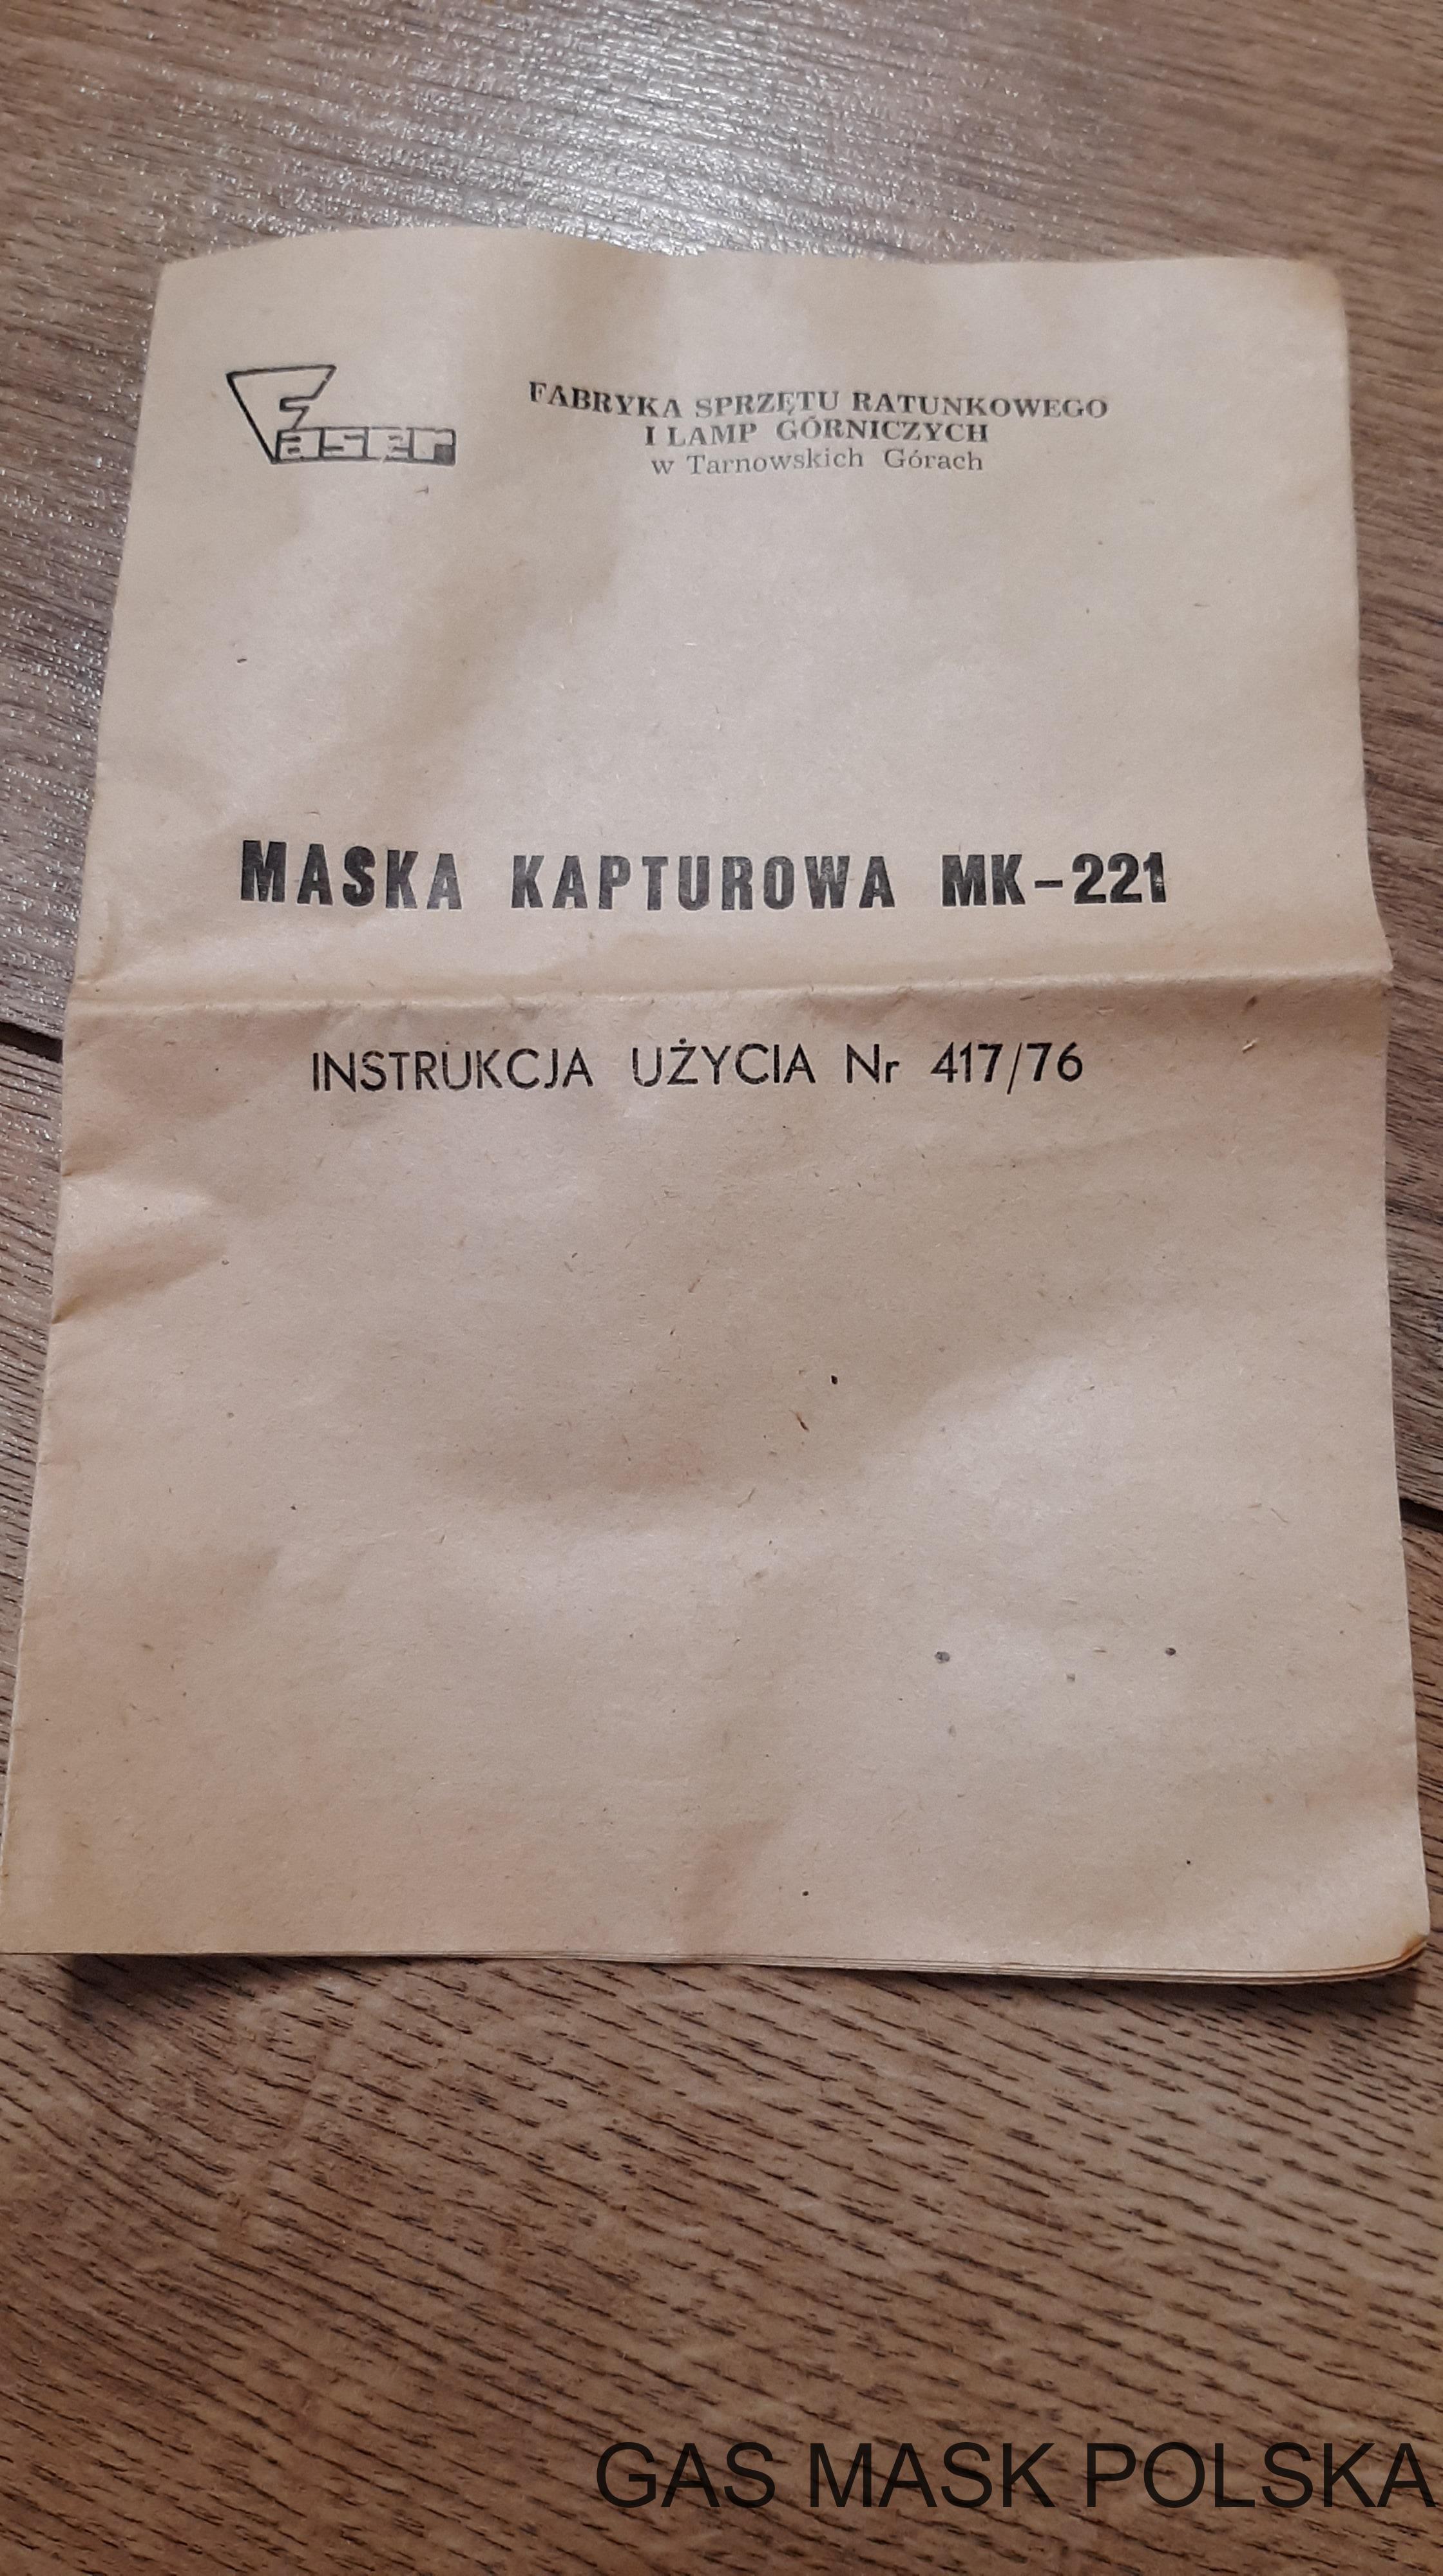 Faser
FABRYKA SPRZĘTU RATUNKOWEGO
I LAMP GÓRNICZYCH
w Tarnowskich Górach
MASKA KAPTUROWA MK-221
INSTRUKCJA UŻYCIA Nr 417/76
GAS MASK POLSKA